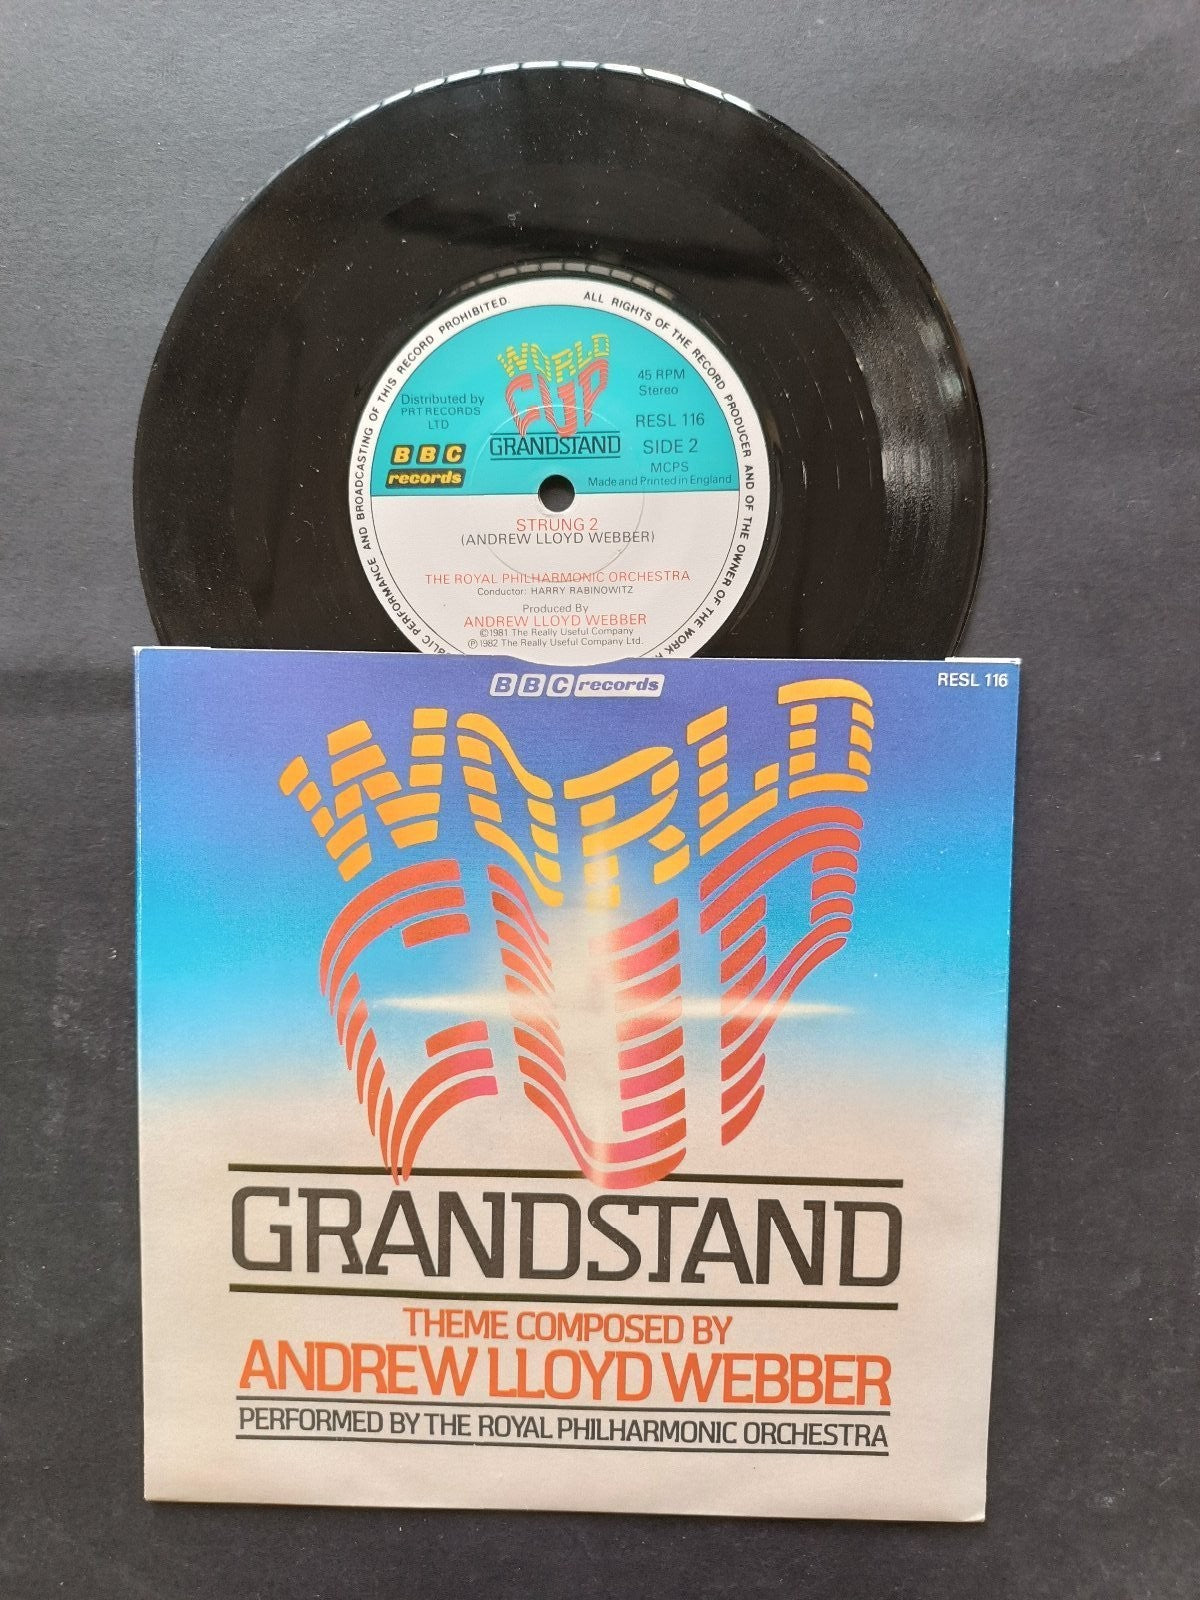 ALL RIGHTS OF THE RECORD PRODUCER AND OF THE OWNER OF THE WORK
PUBLIC PERFORMANCE AND BROADCASTING OF THIS RECORD PROHIBITED
WORLD
CUP
GRANDSTAND
Distributed by
PRT RECORDS
LTD
BBC
records
45 RPM
Stereo
RESL 116
SIDE 2
MCPS
Made and Printed in England
STRUNG 2
(ANDREW LLOYD WEBBER)
THE ROYAL PHILHARMONIC ORCHESTRA
Conductor: HARRY RABINOWITZ
Produced By
ANDREW LLOYD WEBBER
©1981 The Really Useful Company
℗ 1982 The Really Useful Company Ltd.
BBC records
RESL 116
WORLD
CUP
GRANDSTAND
THEME COMPOSED BY
ANDREW LLOYD WEBBER
PERFORMED BY THE ROYAL PHILHARMONIC ORCHESTRA